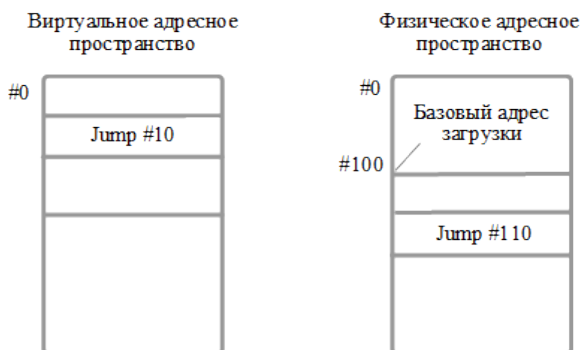 Виртуальное адресное
пространство
#0
Jump #10
Физическое адресное
пространство
#0
Базовый адрес
загрузки
#100
Jump #110